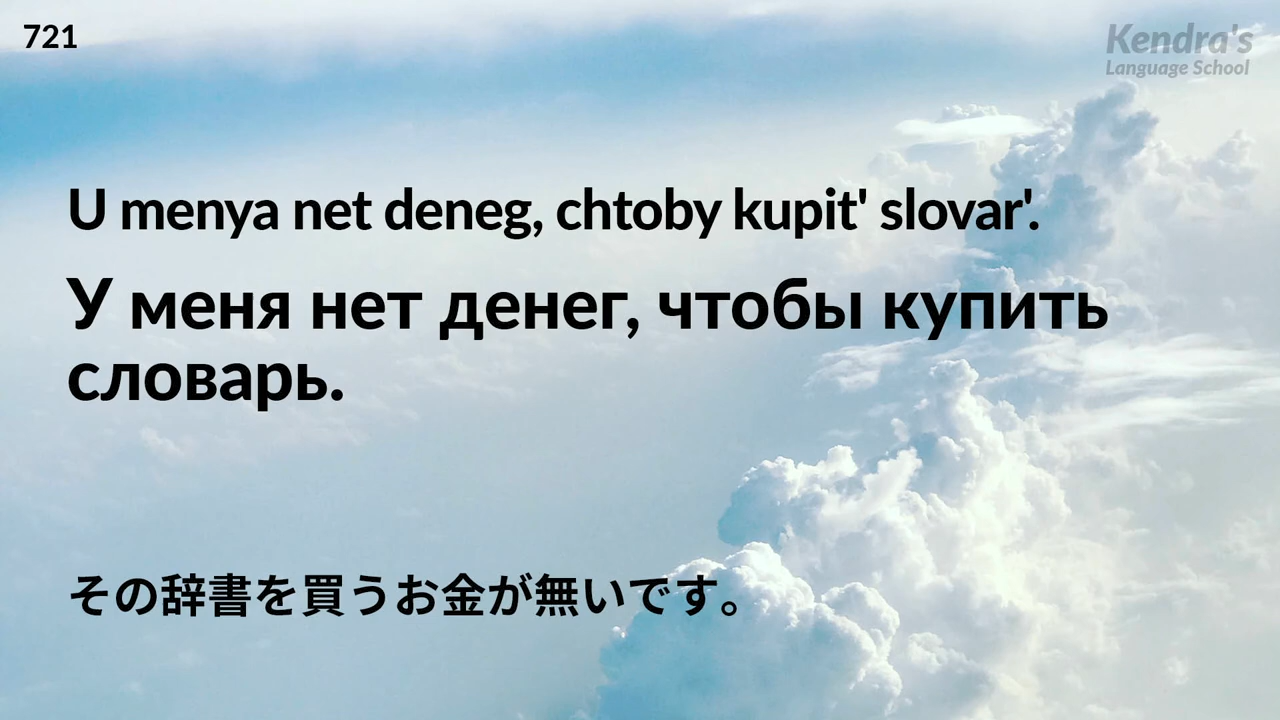 721
Kendra's
Language School
U menya net deneg, chtoby kupit' slovar'.
У меня нет денег, чтобы купить
словарь.
その辞書を買うお金が無いです。